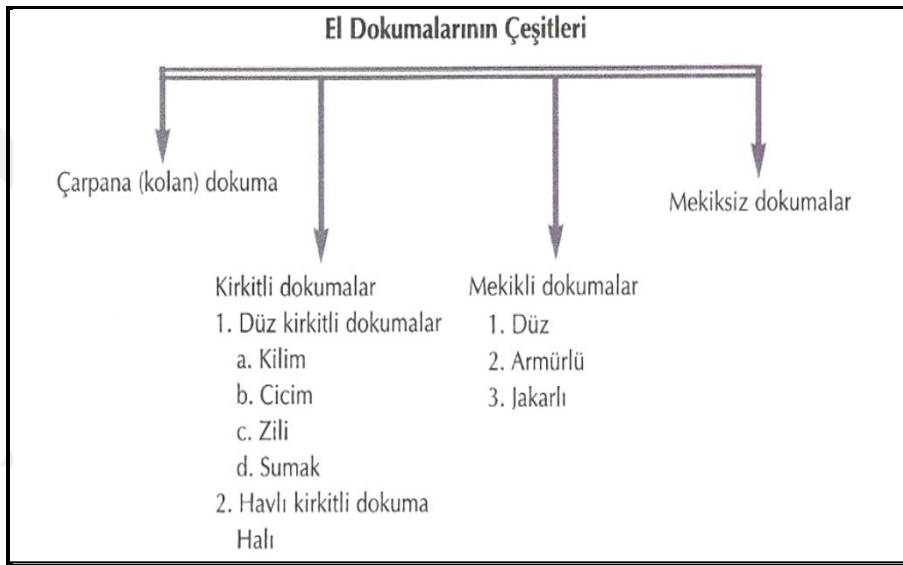 El Dokumalarının Çeşitleri
Çarpana (kolan) dokuma
Mekiksiz dokumalar
Kirkitli dokumalar
1. Düz kirkitli dokumalar
a. Kilim
b. Cicim
c. Zili
d. Sumak
2. Havlı kirkitli dokuma
Halı
Mekikli dokumalar
1. Düz
2. Armürlü
3. Jakarlı